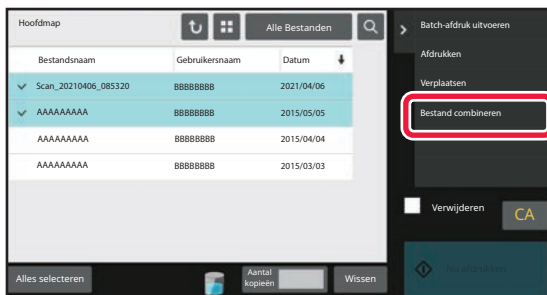 Hoofdmap
Alle Bestanden
Bestandsnaam Gebruikersnaam Datum
Scan_20210406_085320 BBBBBBBB 2021/04/06
AAAAAAAAA BBBBBBBB 2015/05/05
AAAAAAAAA BBBBBBBB 2015/04/04
AAAAAAAAA BBBBBBBB 2015/03/03
Alles selecteren
Aantal
kopieën
Wissen
Batch-afdruk uitvoeren
Afdrukken
Verplaatsen
Bestand combineren
Verwijderen
CA
Nu afdrukken